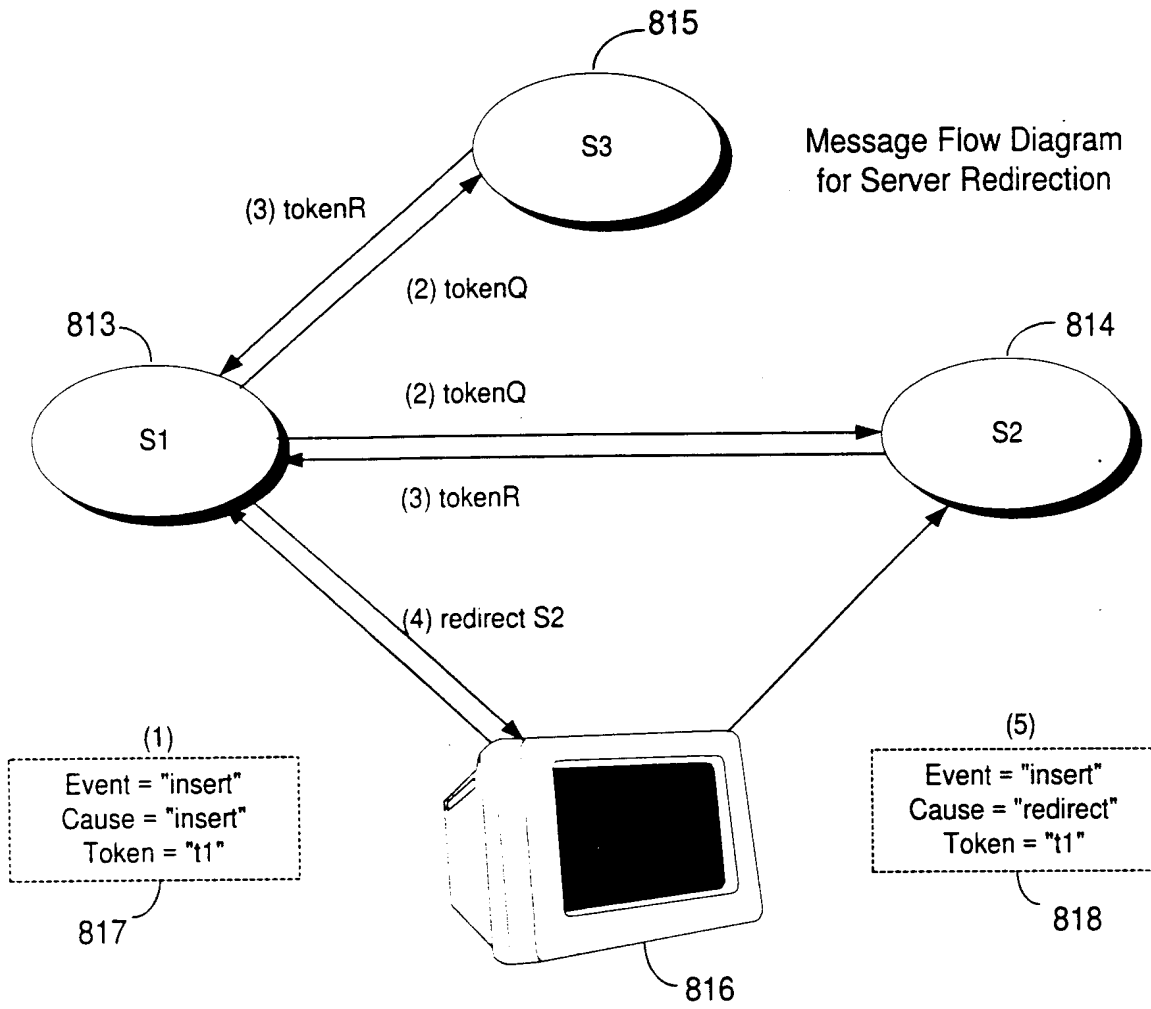 815
S3
Message Flow Diagram
for Server Redirection
(3) tokenR
(2) tokenQ
813
814
(2) tokenQ
S1
S2
(3) tokenR
(4) redirect S2
(1)
Event = "insert"
Cause = "insert"
Token = "t1"
817
(5)
Event = "insert"
Cause = "redirect"
Token = "t1"
818
816